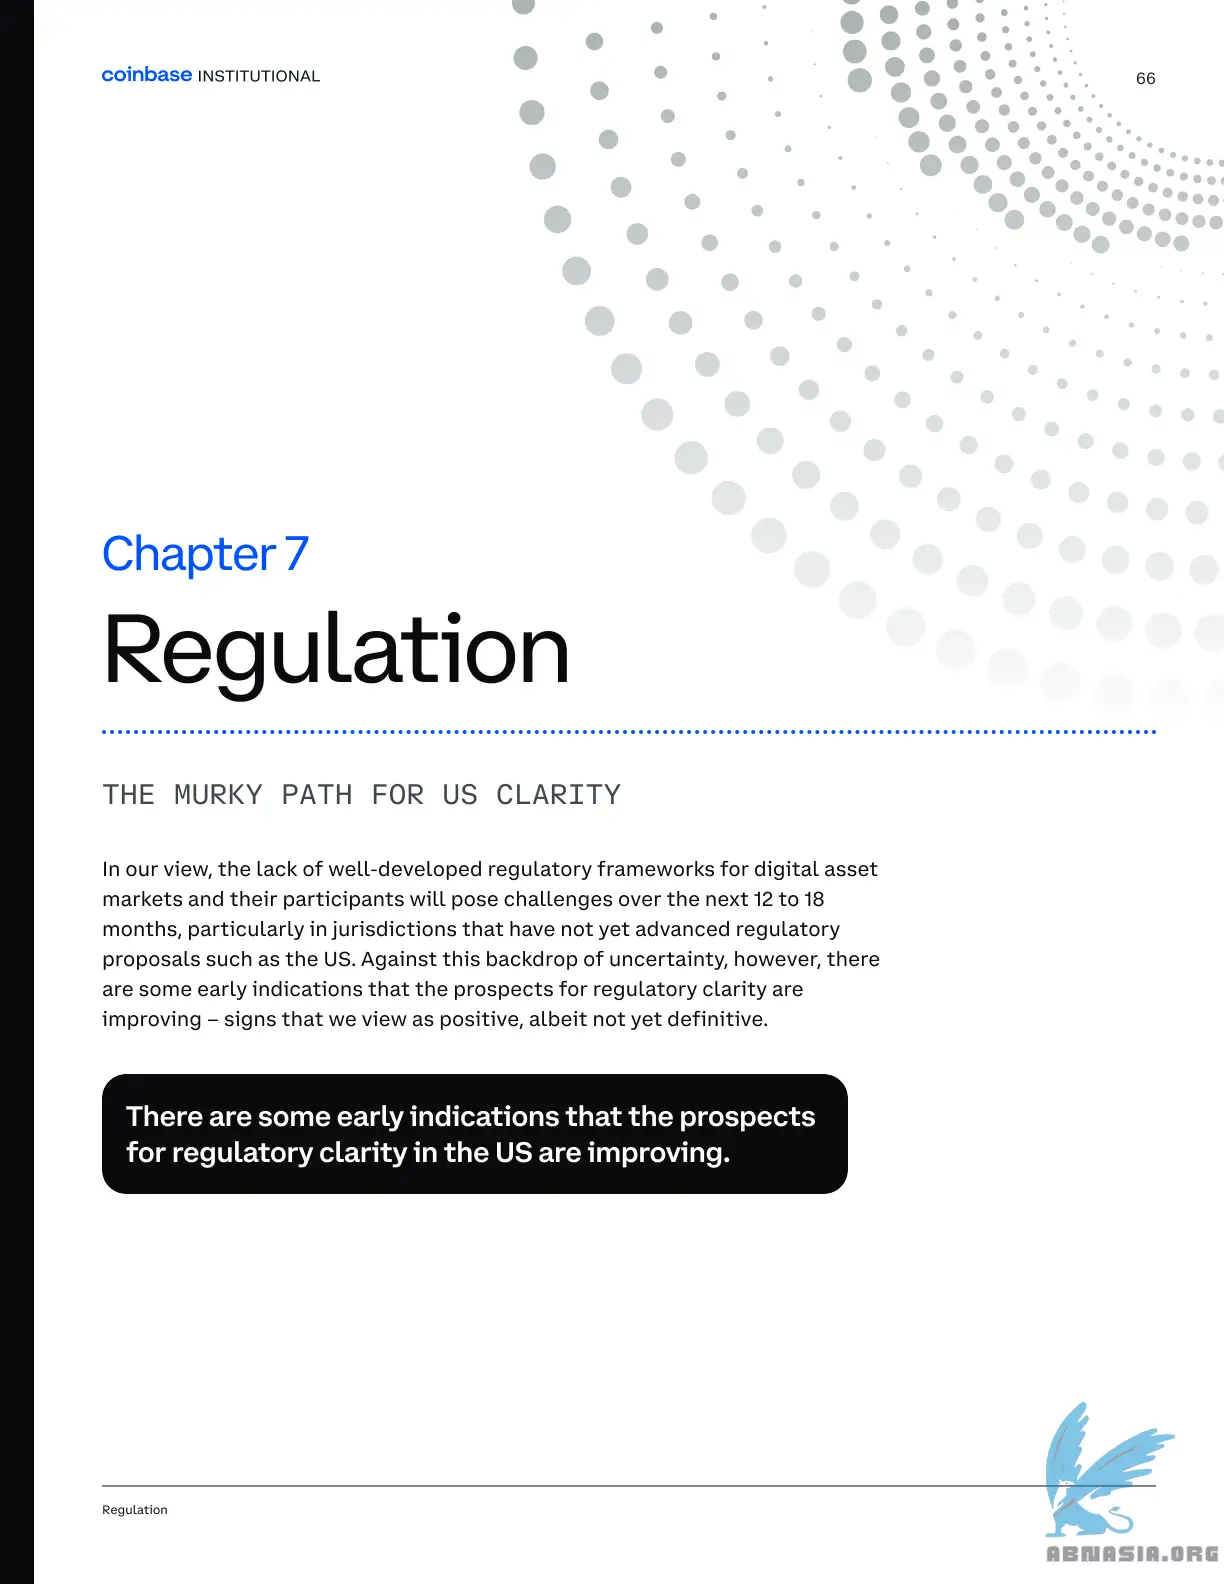 coinbase INSTITUTIONAL
66
Chapter 7
Regulation
THE MURKY PATH FOR US CLARITY
In our view, the lack of well-developed regulatory frameworks for digital asset
markets and their participants will pose challenges over the next 12 to 18
months, particularly in jurisdictions that have not yet advanced regulatory
proposals such as the US. Against this backdrop of uncertainty, however, there
are some early indications that the prospects for regulatory clarity are
improving – signs that we view as positive, albeit not yet definitive.
There are some early indications that the prospects
for regulatory clarity in the US are improving.
Regulation
ABNASIA.ORG